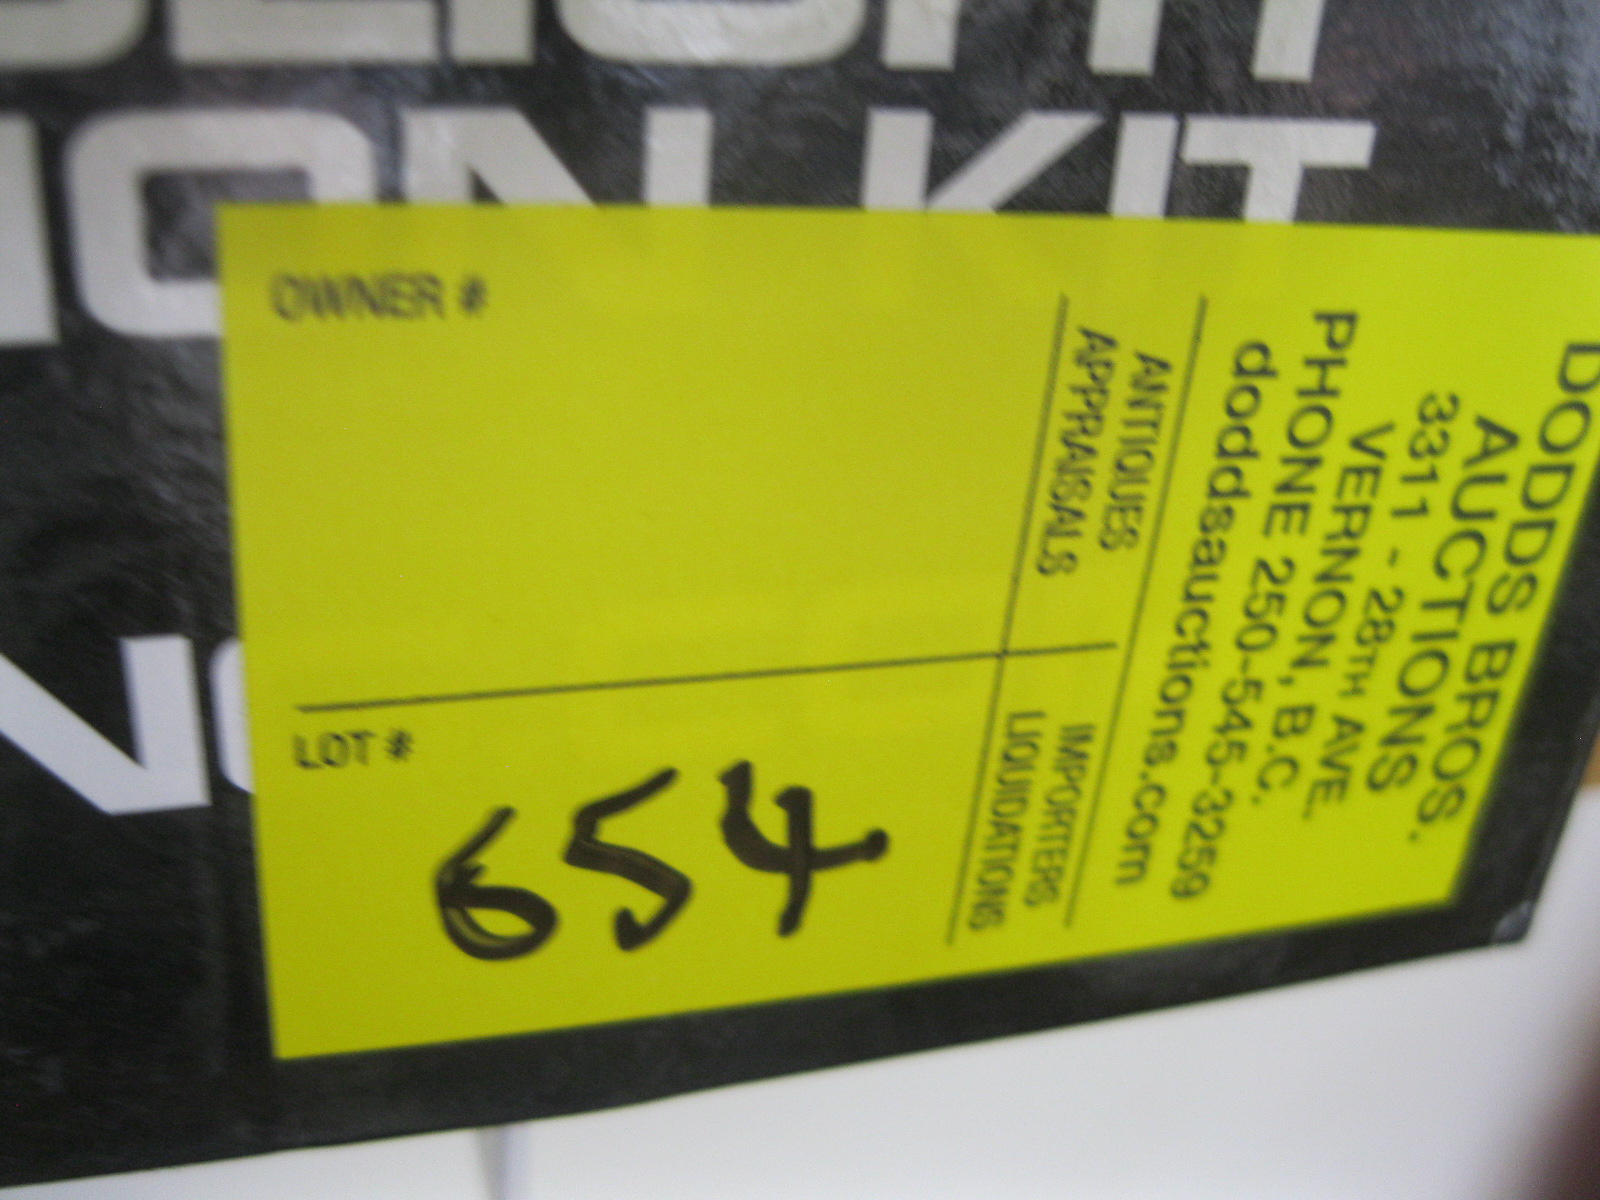 ION KIT
OWNER #
LOT #
654
DODDS BROS.
AUCTIONS
3311 - 28TH AVE.
VERNON, B.C.
PHONE 250-545-3259
doddsauctions.com
ANTIQUES
APPRAISALS
IMPORTERS
LIQUIDATIONS